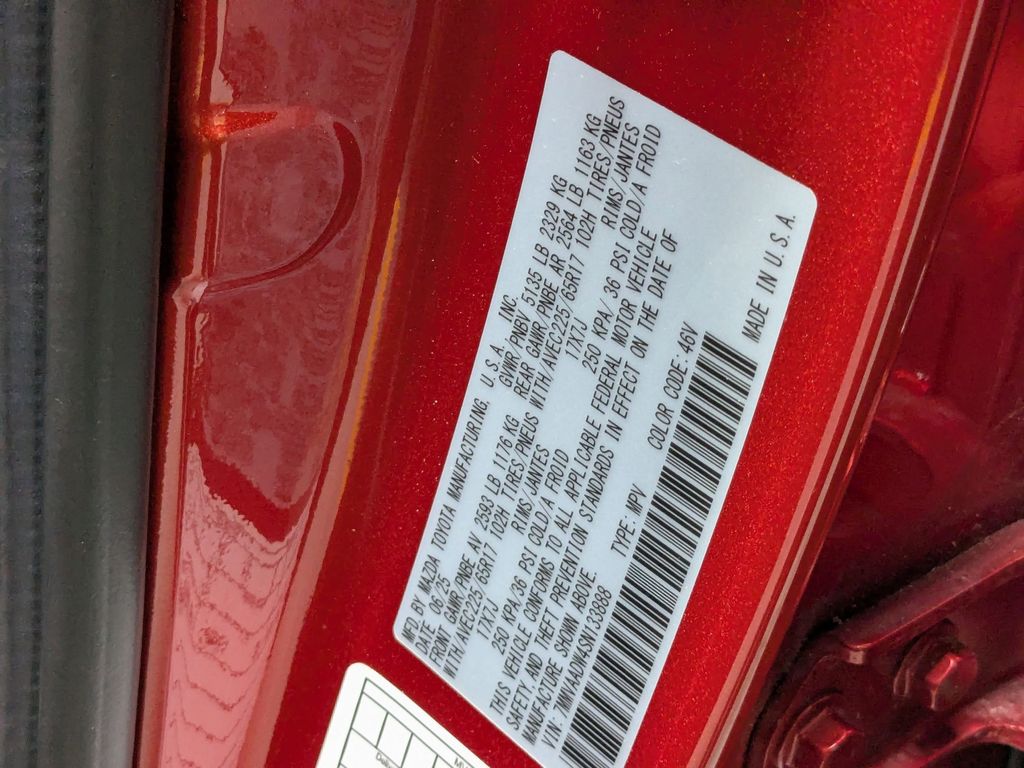 MFD. BY MAZDA TOYOTA MANUFACTURING, U.S.A., INC.
DATE: 06/25 GVWR/PNBV 5135 LB 2329 KG
FRONT GAWR/PNBE AV 2593 LB 1176 KG REAR GAWR/PNBE AR 2564 LB 1163 KG
WITH/AVEC225/65R17 102H TIRES/PNEUS WITH/AVEC225/65R17 102H TIRES/PNEUS
17X7J RIMS/JANTES 17X7J RIMS/JANTES
250 KPA/36 PSI COLD/A FROID 250 KPA/36 PSI COLD/A FROID
THIS VEHICLE CONFORMS TO ALL APPLICABLE FEDERAL MOTOR VEHICLE
SAFETY, AND THEFT PREVENTION STANDARDS IN EFFECT ON THE DATE OF
MANUFACTURE SHOWN ABOVE.
VIN: 7MMVAADW4SN133898 TYPE: MPV COLOR CODE: 46V
MADE IN U.S.A.